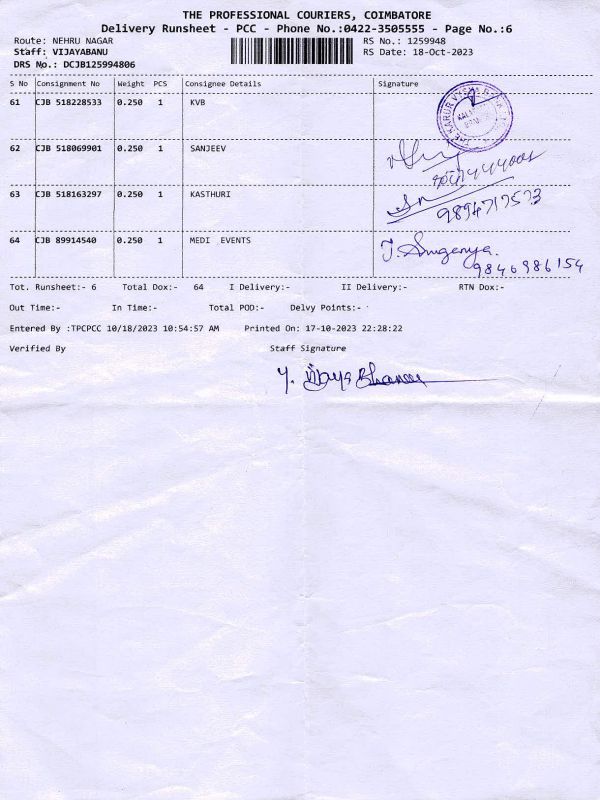 THE PROFESSIONAL COURIERS, COIMBATORE
Delivery Runsheet - PCC - Phone No.:0422-3505555 - Page No.:6
Route: NEHRU NAGAR RS No.: 1259948
Staff: VIJAYABANU RS Date: 18-Oct-2023
DRS No.: DCJB125994806
S No Consignment No Weight PCS Consignee Details Signature
61 CJB 518228533 0.250 1 KVB
62 CJB 518069901 0.250 1 SANJEEV
63 CJB 518163297 0.250 1 KASTHURI
9894717573
64 CJB 89914540 0.250 1 MEDI EVENTS J. Sugenya.
9846986154
Tot. Runsheet:- 6 Total Dox:- 64 I Delivery:- II Delivery:- RTN Dox:-
Out Time:- In Time:- Total POD:- Delvy Points:-
Entered By :TPCPCC 10/18/2023 10:54:57 AM Printed On: 17-10-2023 22:28:22
Verified By Staff Signature
Y. Vijaya Bhanu